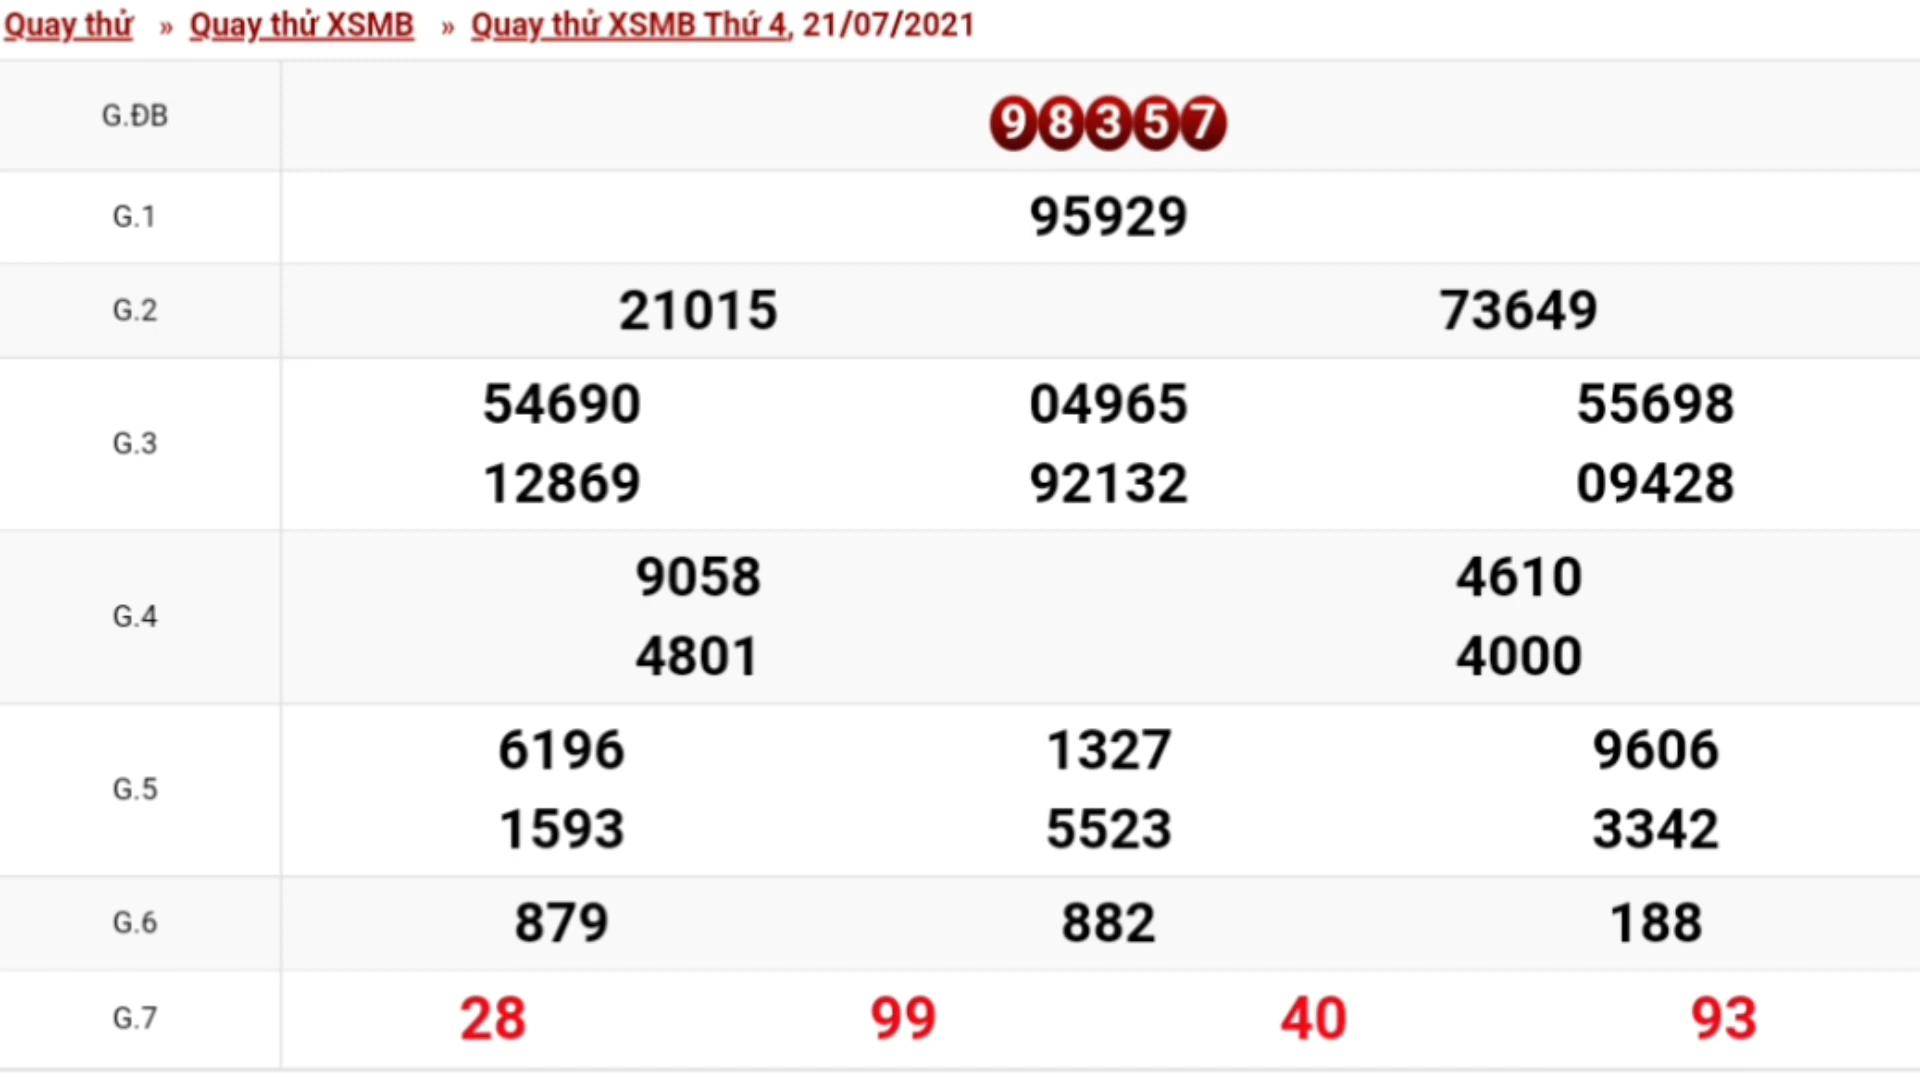 Quay thử » Quay thử XSMB » Quay thử XSMB Thứ 4, 21/07/2021
G.ĐB 98357
G.1 95929
G.2 21015 73649
G.3 54690 04965 55698
12869 92132 09428
G.4 9058 4610
4801 4000
G.5 6196 1327 9606
1593 5523 3342
G.6 879 882 188
G.7 28 99 40 93